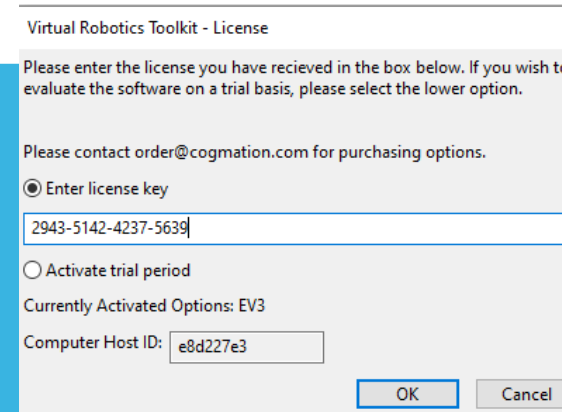 Virtual Robotics Toolkit - License
Please enter the license you have recieved in the box below. If you wish to
evaluate the software on a trial basis, please select the lower option.
Please contact order@cogmation.com for purchasing options.
Enter license key
2943-5142-4237-5639
Activate trial period
Currently Activated Options: EV3
Computer Host ID: e8d227e3
OK Cancel